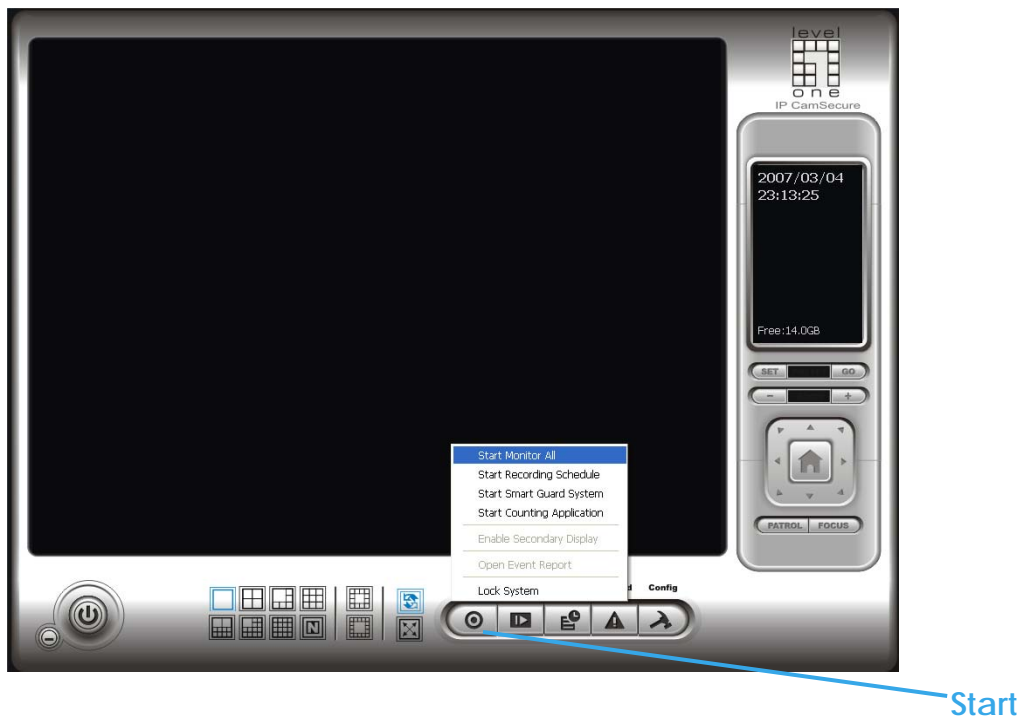 level
one
IP CamSecure
2007/03/04
23:13:25
Free:14.0GB
SET GO
- +
PATROL FOCUS
Start Monitor All
Start Recording Schedule
Start Smart Guard System
Start Counting Application
Enable Secondary Display
Open Event Report
Lock System
Config
N
Start